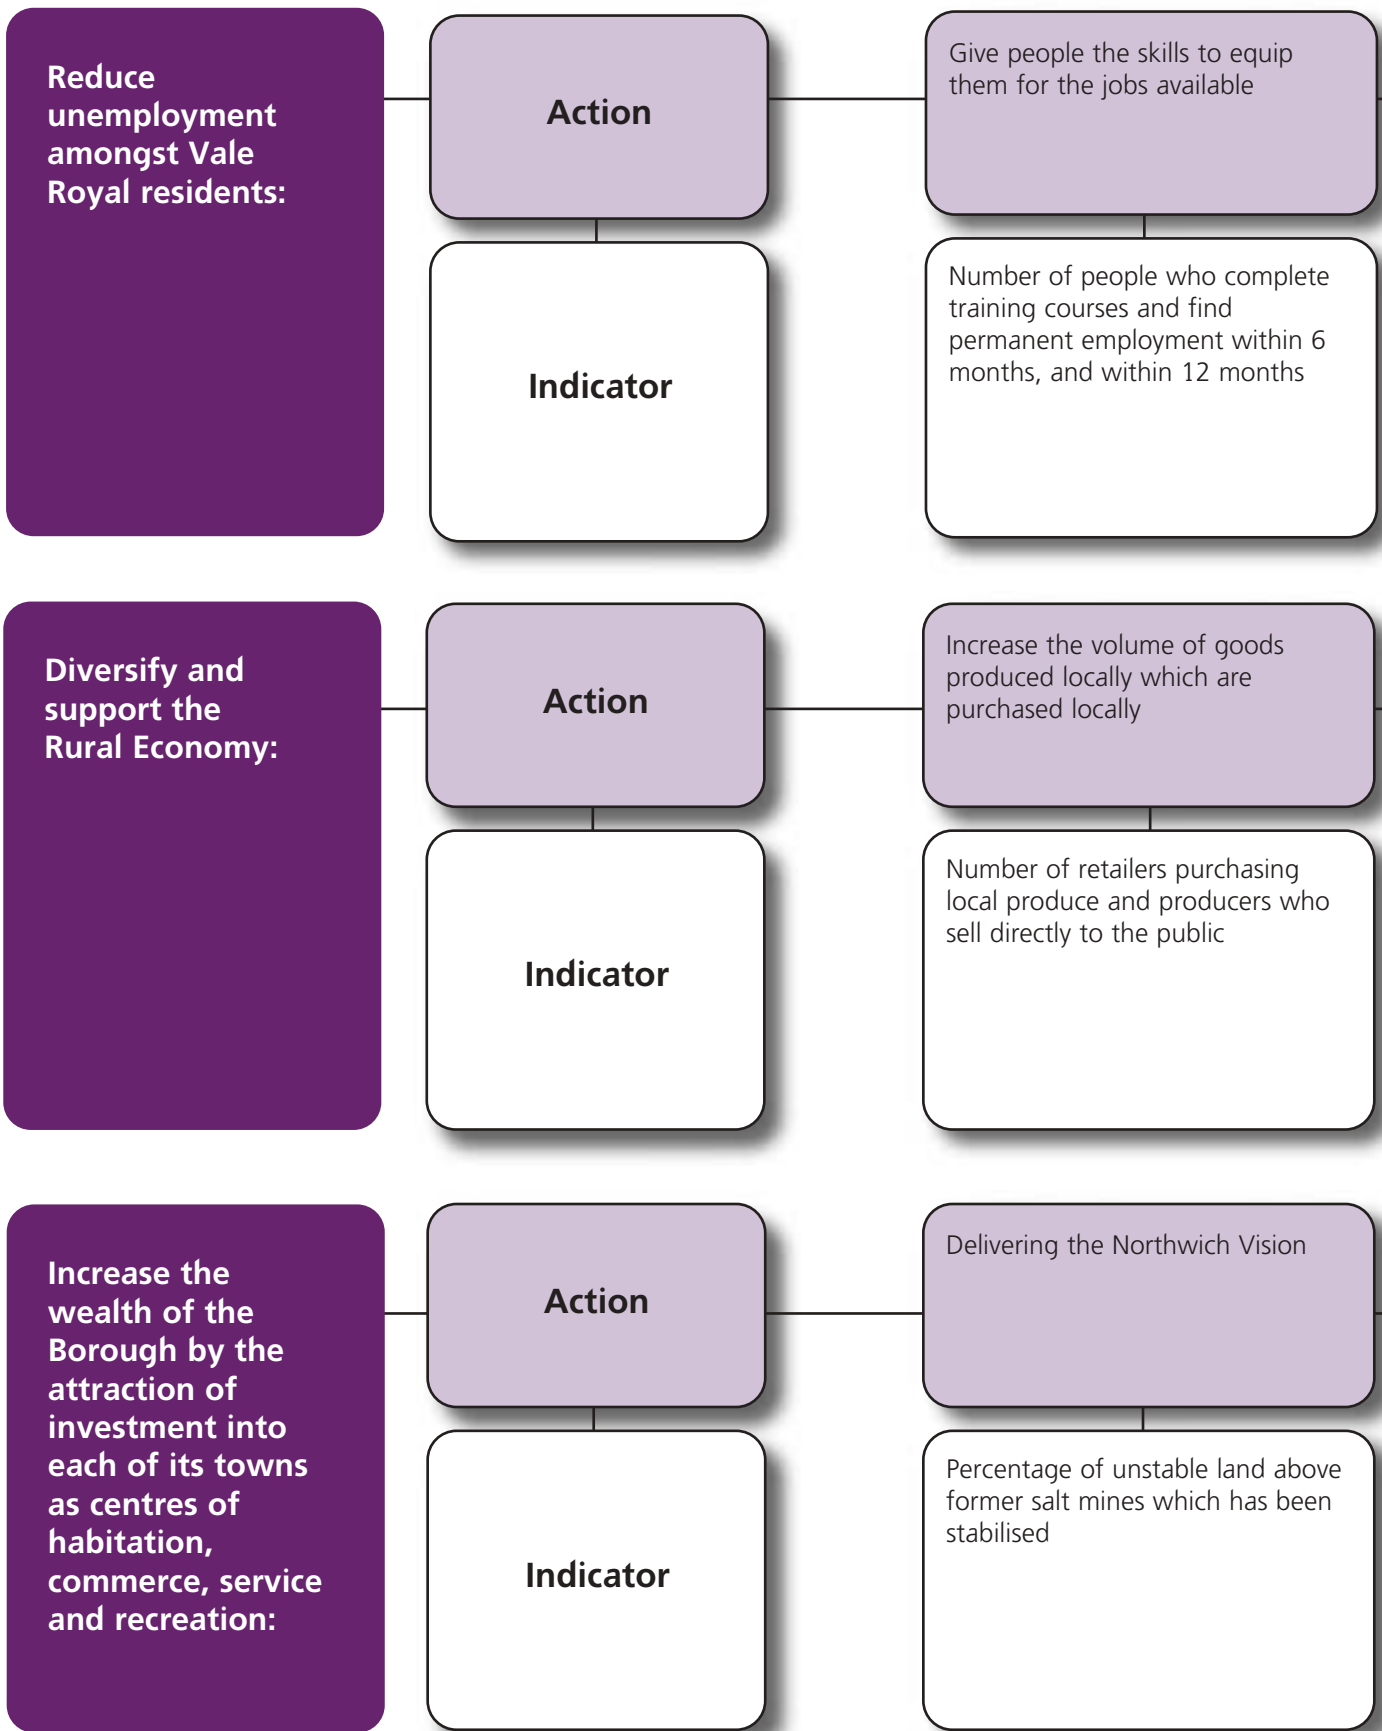 Reduce
unemployment
amongst Vale
Royal residents:
Action
Give people the skills to equip
them for the jobs available
Indicator
Number of people who complete
training courses and find
permanent employment within 6
months, and within 12 months
Diversify and
support the
Rural Economy:
Action
Increase the volume of goods
produced locally which are
purchased locally
Indicator
Number of retailers purchasing
local produce and producers who
sell directly to the public
Increase the
wealth of the
Borough by the
attraction of
investment into
each of its towns
as centres of
habitation,
commerce, service
and recreation:
Action
Delivering the Northwich Vision
Indicator
Percentage of unstable land above
former salt mines which has been
stabilised